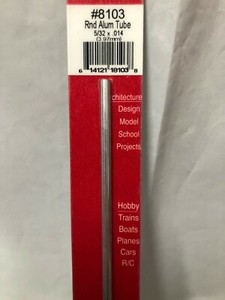 #8103
Rnd Alum Tube
5/32 x .014
(3.97mm)
6 14121 18103 8
chitecture:
Design
Model
School
Projects
Hobby
Trains
Boats
Planes
Cars
R/C